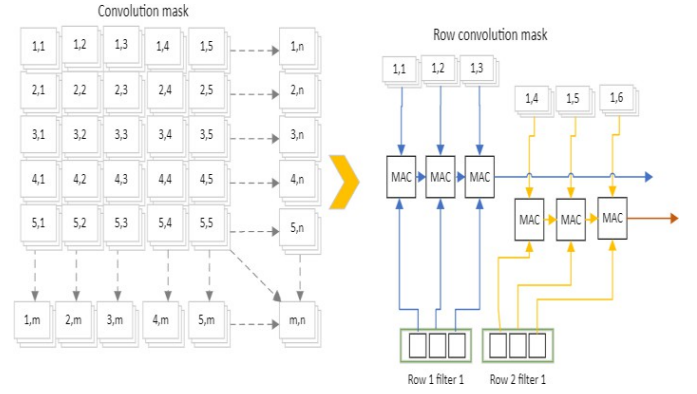 Convolution mask
1,1 1,2 1,3 1,4 1,5 1,n
2,1 2,2 2,3 2,4 2,5 2,n
3,1 3,2 3,3 3,4 3,5 3,n
4,1 4,2 4,3 4,4 4,5 4,n
5,1 5,2 5,3 5,4 5,5 5,n
1,m 2,m 3,m 4,m 5,m m,n
Row convolution mask
1,1 1,2 1,3
1,4 1,5 1,6
MAC MAC MAC
MAC MAC MAC
Row 1 filter 1 Row 2 filter 1